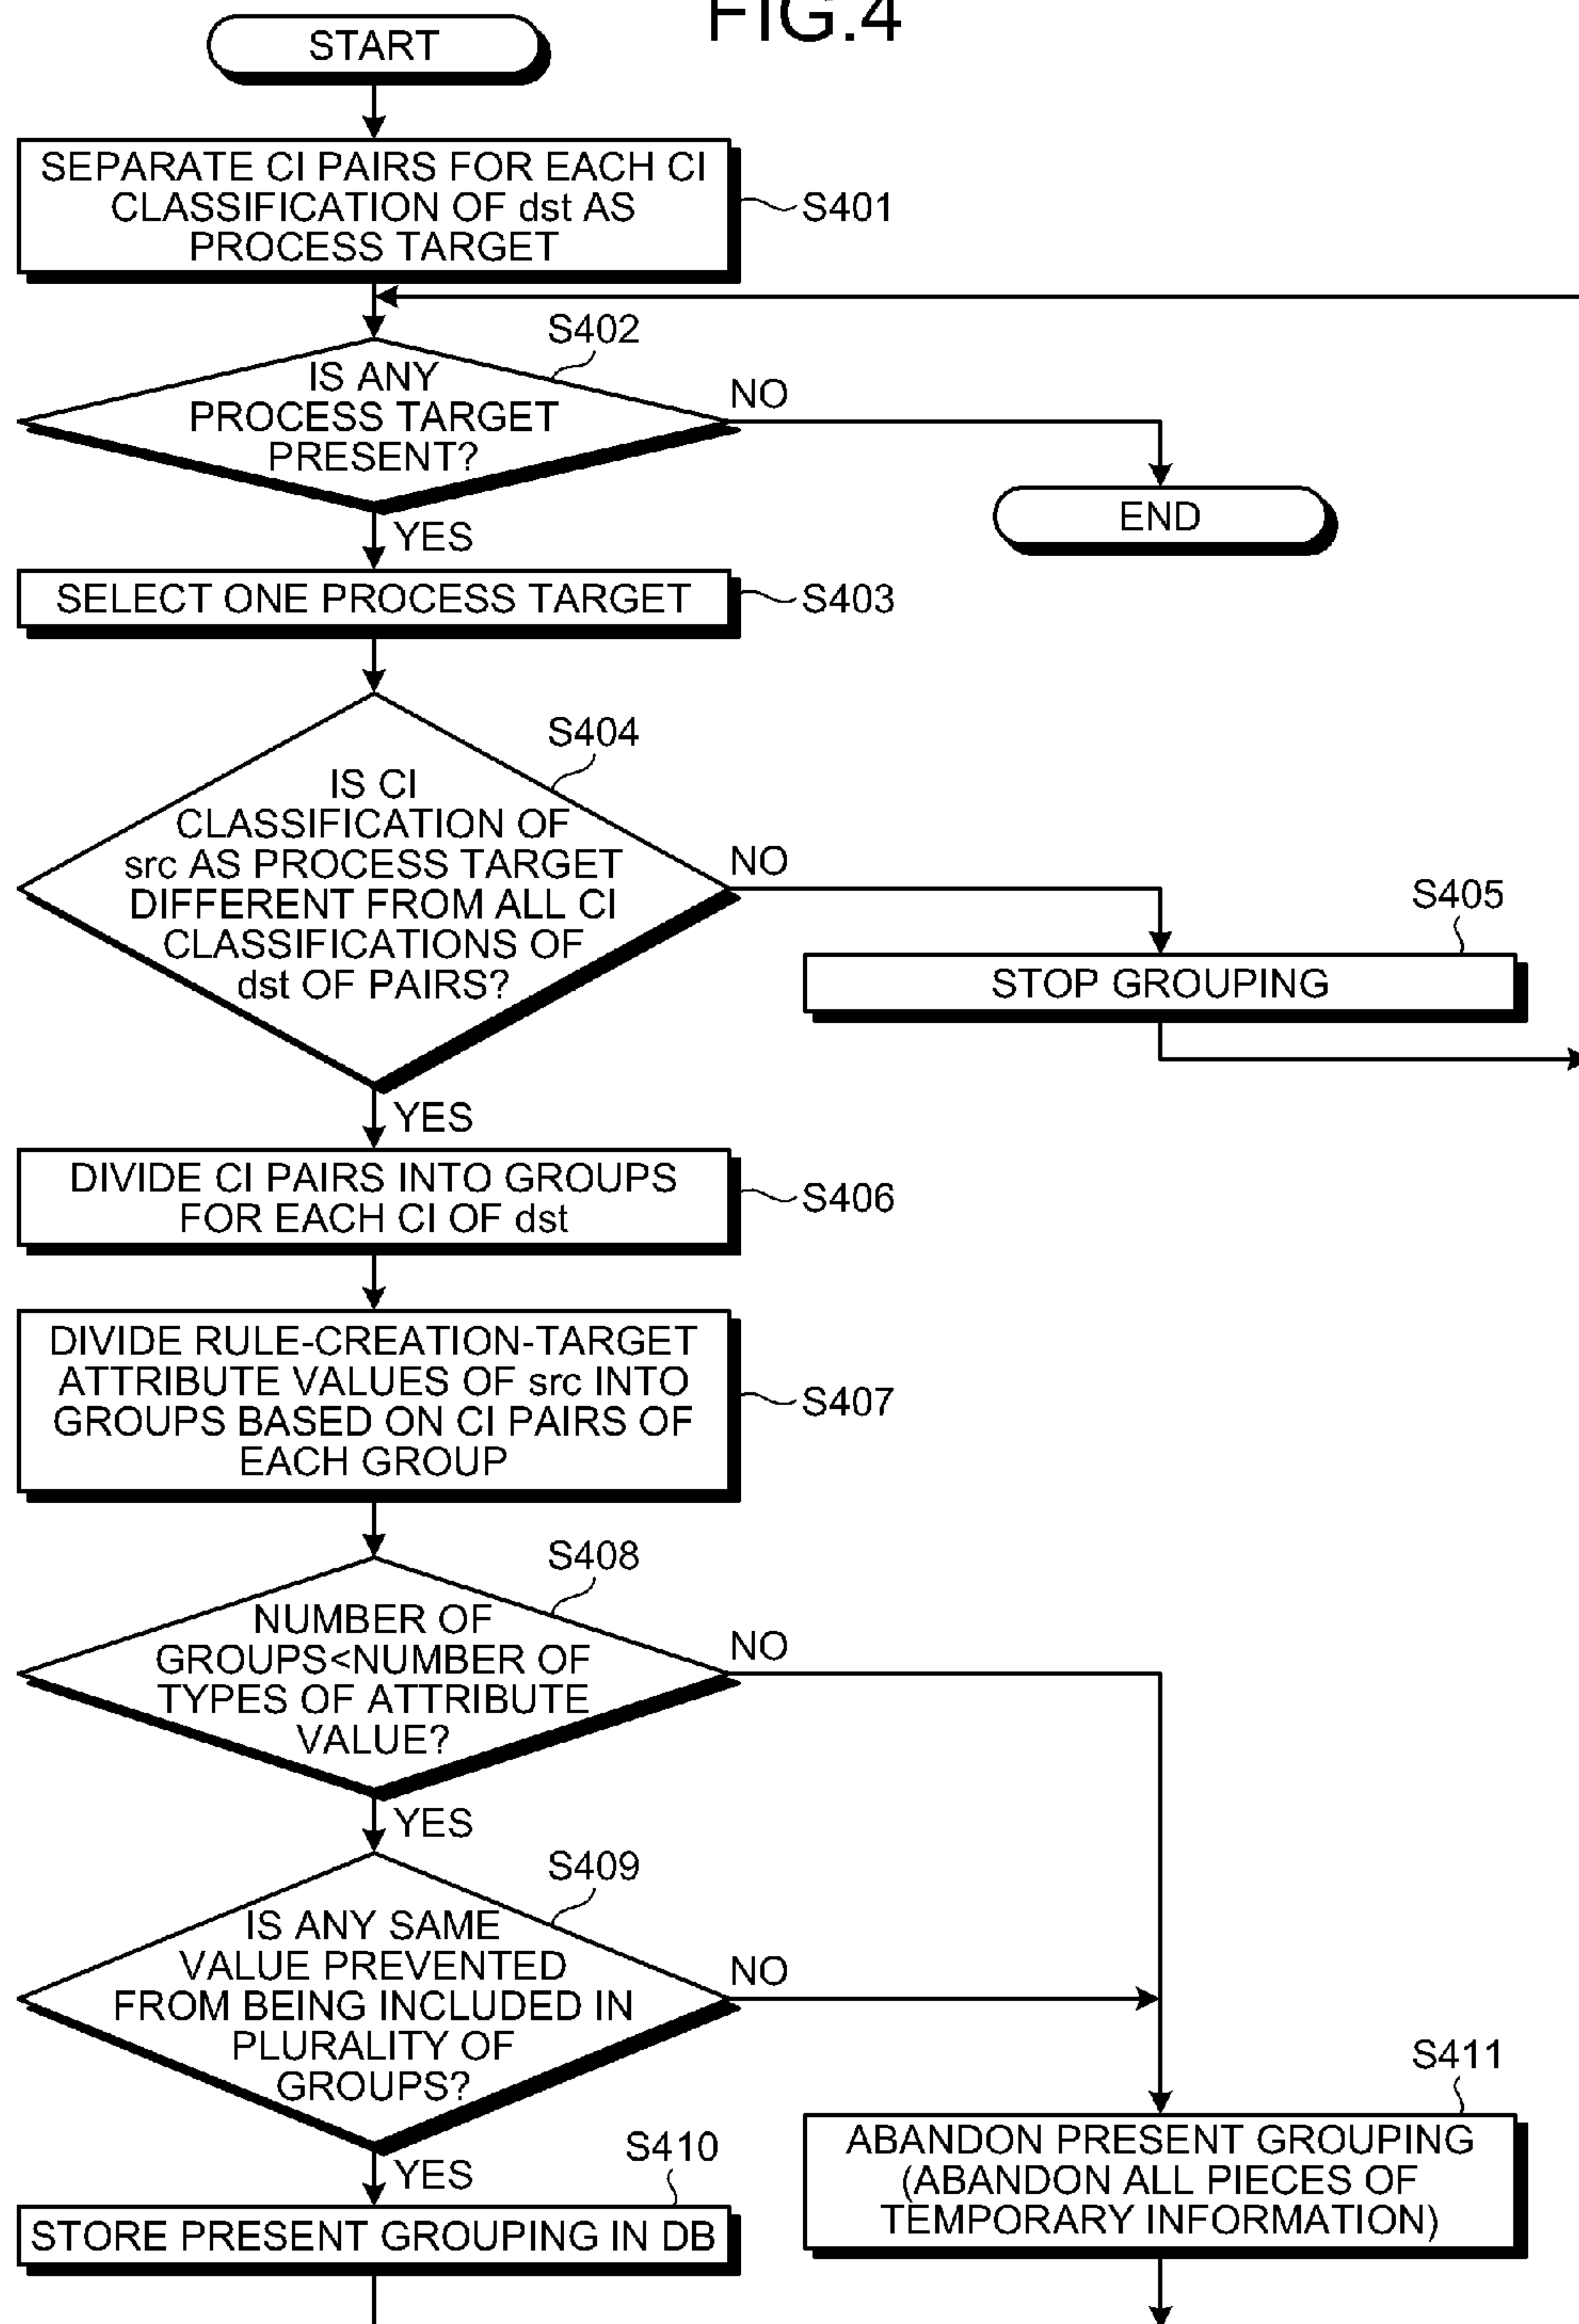 FIG.4
START
SEPARATE CI PAIRS FOR EACH CI
CLASSIFICATION OF dst AS
PROCESS TARGET
S401
S402
IS ANY
PROCESS TARGET
PRESENT?
NO
END
YES
SELECT ONE PROCESS TARGET
S403
S404
IS CI
CLASSIFICATION OF
src AS PROCESS TARGET
DIFFERENT FROM ALL CI
CLASSIFICATIONS OF
dst OF PAIRS?
NO
S405
STOP GROUPING
YES
DIVIDE CI PAIRS INTO GROUPS
FOR EACH CI OF dst
S406
DIVIDE RULE-CREATION-TARGET
ATTRIBUTE VALUES OF src INTO
GROUPS BASED ON CI PAIRS OF
EACH GROUP
S407
S408
NUMBER OF
GROUPS<NUMBER OF
TYPES OF ATTRIBUTE
VALUE?
NO
YES
S409
IS ANY SAME
VALUE PREVENTED
FROM BEING INCLUDED IN
PLURALITY OF
GROUPS?
NO
YES
S410
STORE PRESENT GROUPING IN DB
S411
ABANDON PRESENT GROUPING
(ABANDON ALL PIECES OF
TEMPORARY INFORMATION)